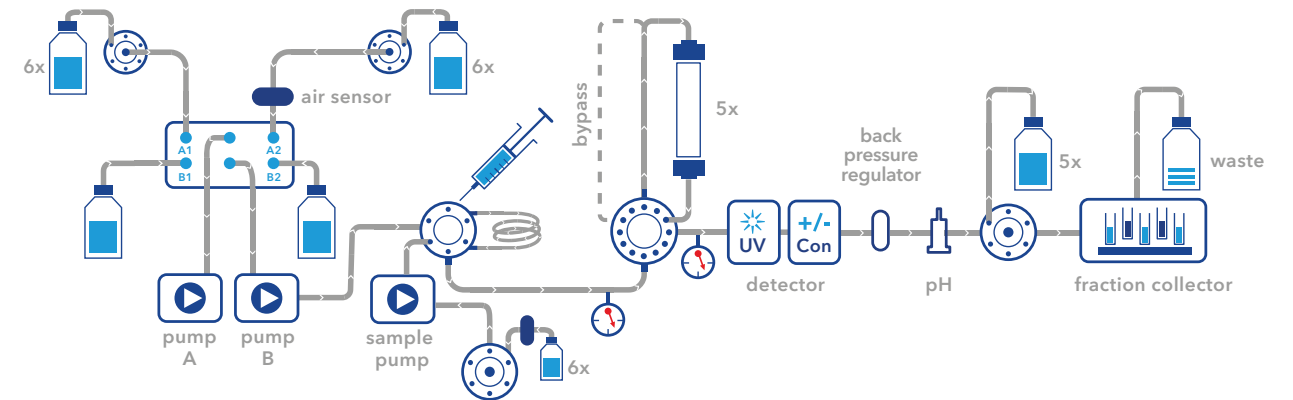 6x
6x
air sensor
A1
A2
B1
B2
bypass
5x
back
pressure
regulator
5x
waste
+/-
UV
Con
detector
pH
fraction collector
pump
A
pump
B
sample
pump
6x